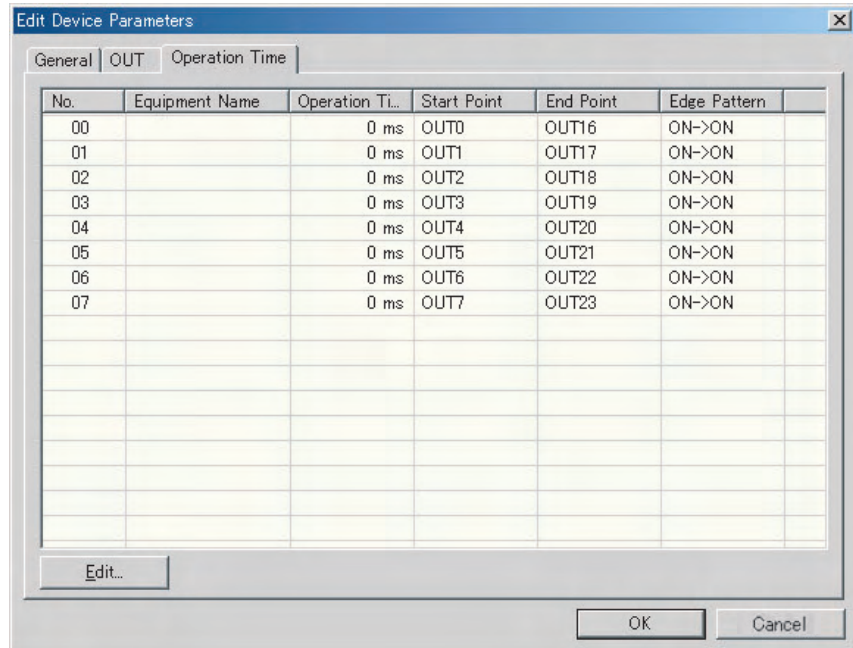 Edit Device Parameters
General OUT Operation Time
No. Equipment Name Operation Ti... Start Point End Point Edge Pattern
00 0 ms OUT0 OUT16 ON->ON
01 0 ms OUT1 OUT17 ON->ON
02 0 ms OUT2 OUT18 ON->ON
03 0 ms OUT3 OUT19 ON->ON
04 0 ms OUT4 OUT20 ON->ON
05 0 ms OUT5 OUT21 ON->ON
06 0 ms OUT6 OUT22 ON->ON
07 0 ms OUT7 OUT23 ON->ON
Edit...
OK Cancel